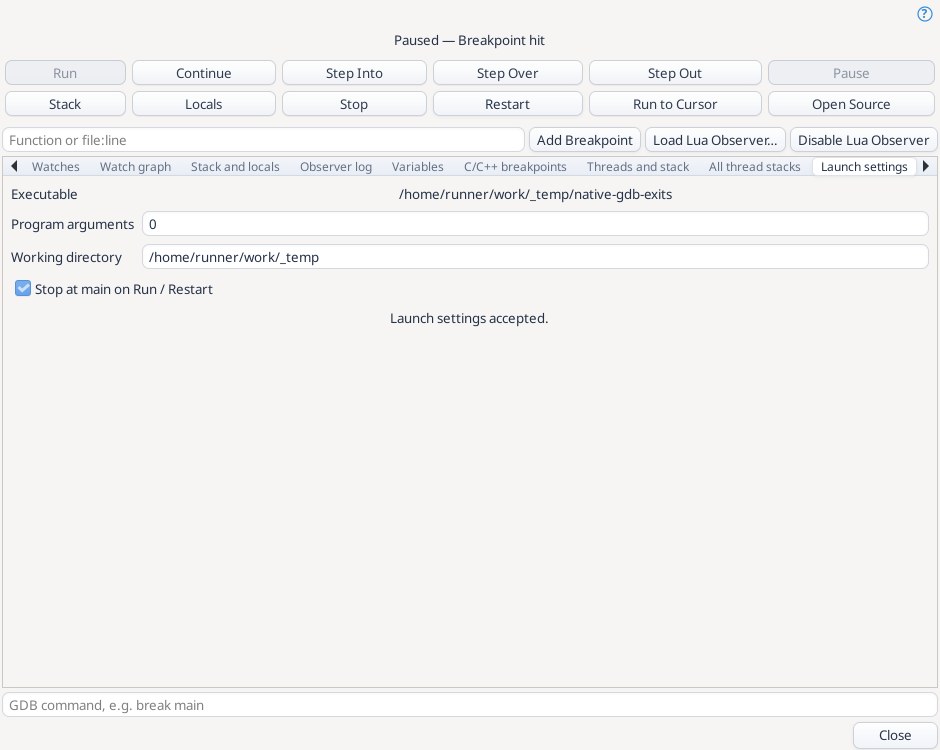 ?
Paused — Breakpoint hit
Run Continue Step Into Step Over Step Out Pause
Stack Locals Stop Restart Run to Cursor Open Source
Function or file:line Add Breakpoint Load Lua Observer... Disable Lua Observer
Watches Watch graph Stack and locals Observer log Variables C/C++ breakpoints Threads and stack All thread stacks Launch settings
Executable /home/runner/work/_temp/native-gdb-exits
Program arguments 0
Working directory /home/runner/work/_temp
Stop at main on Run / Restart
Launch settings accepted.
GDB command, e.g. break main
Close